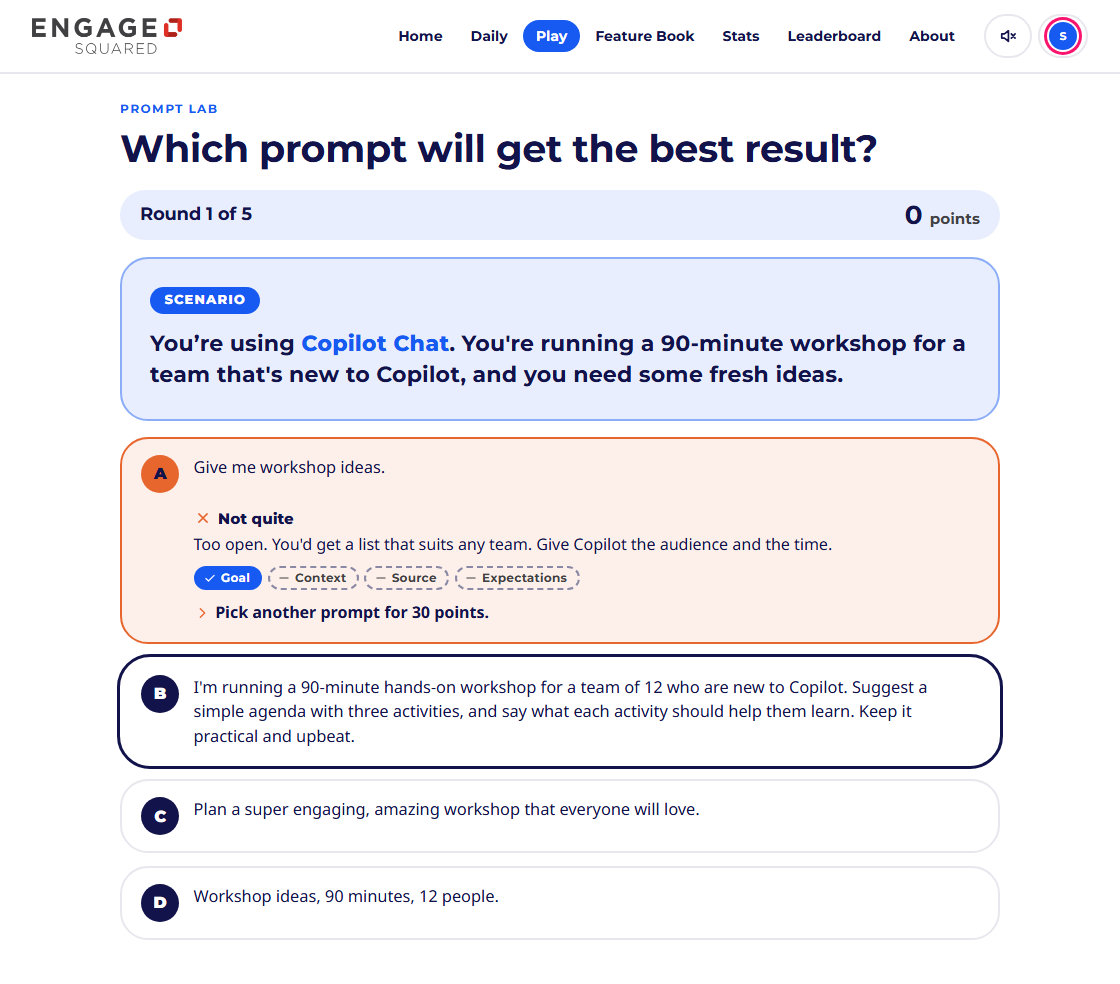 ENGAGE
SQUARED
Home Daily Play Feature Book Stats Leaderboard About S
PROMPT LAB
Which prompt will get the best result?
Round 1 of 5 0 points
SCENARIO
You’re using Copilot Chat. You're running a 90-minute workshop for a
team that's new to Copilot, and you need some fresh ideas.
A Give me workshop ideas.
Not quite
Too open. You'd get a list that suits any team. Give Copilot the audience and the time.
Goal Context Source Expectations
Pick another prompt for 30 points.
B I'm running a 90-minute hands-on workshop for a team of 12 who are new to Copilot. Suggest a
simple agenda with three activities, and say what each activity should help them learn. Keep it
practical and upbeat.
C Plan a super engaging, amazing workshop that everyone will love.
D Workshop ideas, 90 minutes, 12 people.